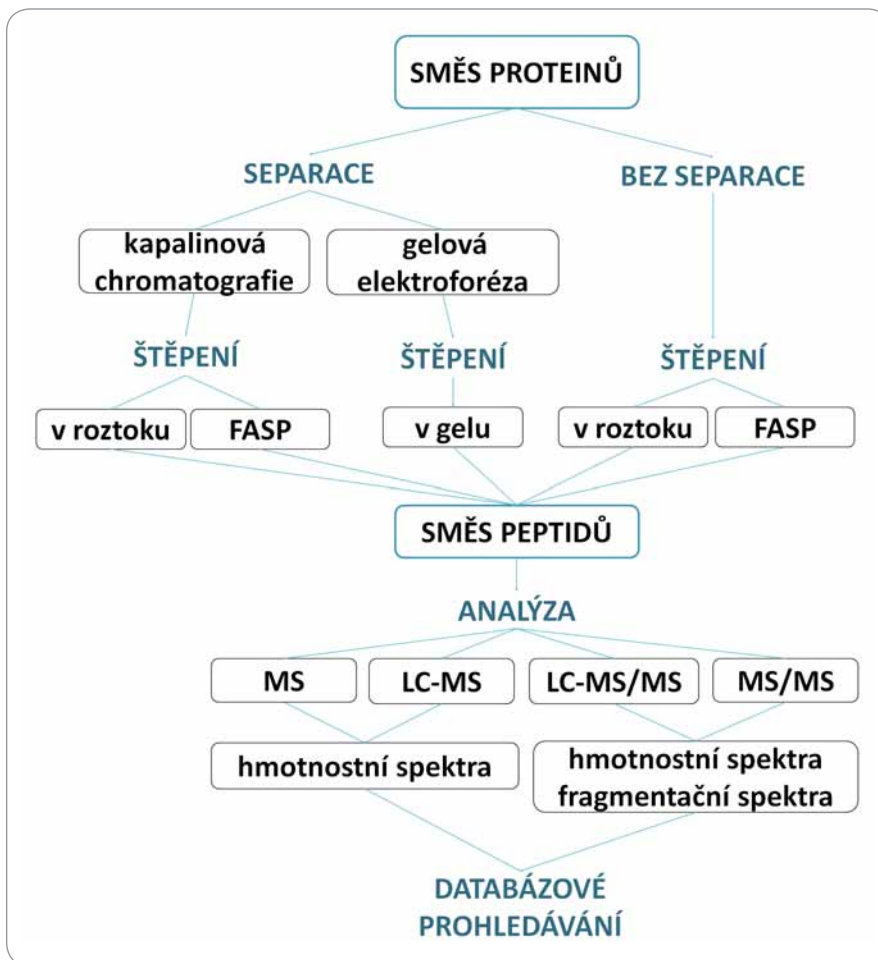 SMĚS PROTEINŮ
SEPARACE
BEZ SEPARACE
kapalinová
chromatografie
gelová
elektroforéza
ŠTĚPENÍ
ŠTĚPENÍ
ŠTĚPENÍ
v roztoku
FASP
v gelu
v roztoku
FASP
SMĚS PEPTIDŮ
ANALÝZA
MS
LC-MS
LC-MS/MS
MS/MS
hmotnostní spektra
hmotnostní spektra
fragmentační spektra
DATABÁZOVÉ
PROHLEDÁVÁNÍ